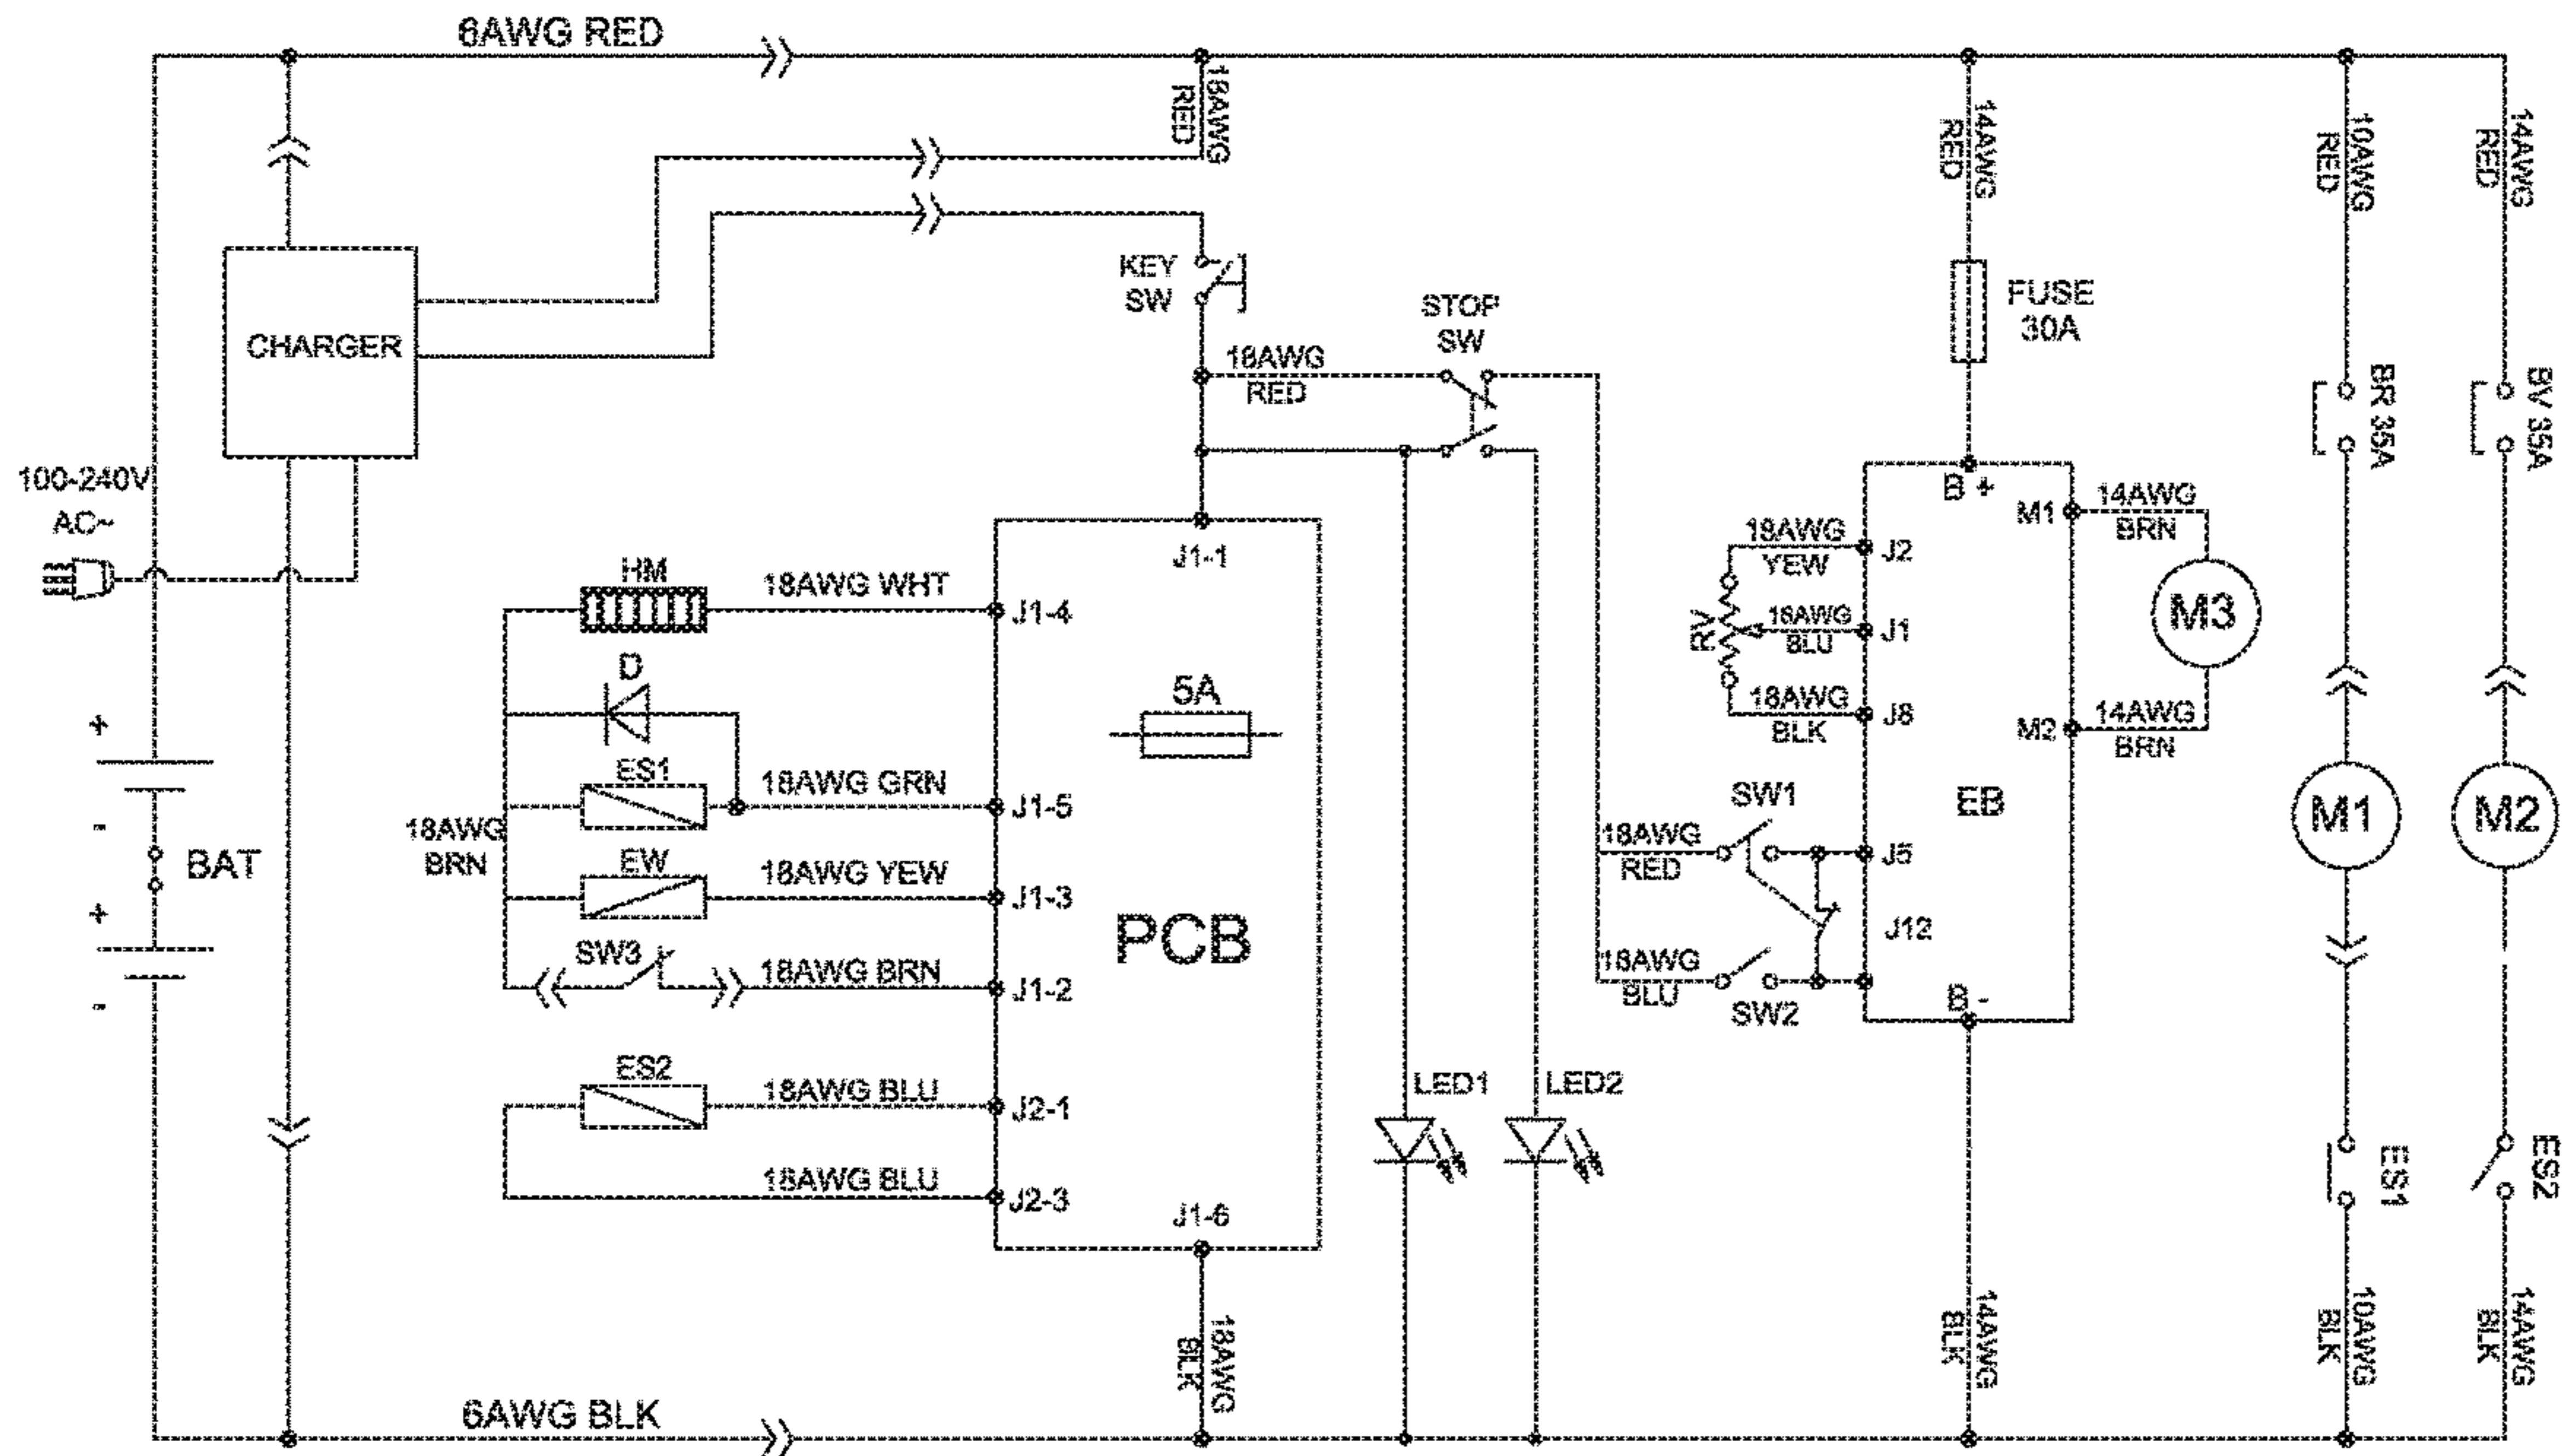 6AWG RED
18AWG
RED
14AWG
RED
10AWG
RED
14AWG
RED
KEY
SW
STOP
SW
FUSE
30A
CHARGER
18AWG
RED
BR 35A
BV 35A
100-240V
AC~
B +
M1
14AWG
BRN
J1-1
18AWG
YEW
J2
HM
18AWG WHT
J1-4
RV
18AWG
BLU
J1
M3
D
5A
18AWG
BLK
J8
M2
14AWG
BRN
+
ES1
18AWG GRN
J1-5
SW1
EB
M1
M2
-
BAT
18AWG
BRN
EW
18AWG YEW
J1-3
18AWG
RED
J5
+
PCB
J12
SW3
18AWG BRN
J1-2
18AWG
BLU
SW2
B -
-
ES2
18AWG BLU
J2-1
LED1
LED2
ES1
ES2
18AWG BLU
J2-3
J1-6
18AWG
BLK
14AWG
BLK
10AWG
BLK
14AWG
BLK
6AWG BLK